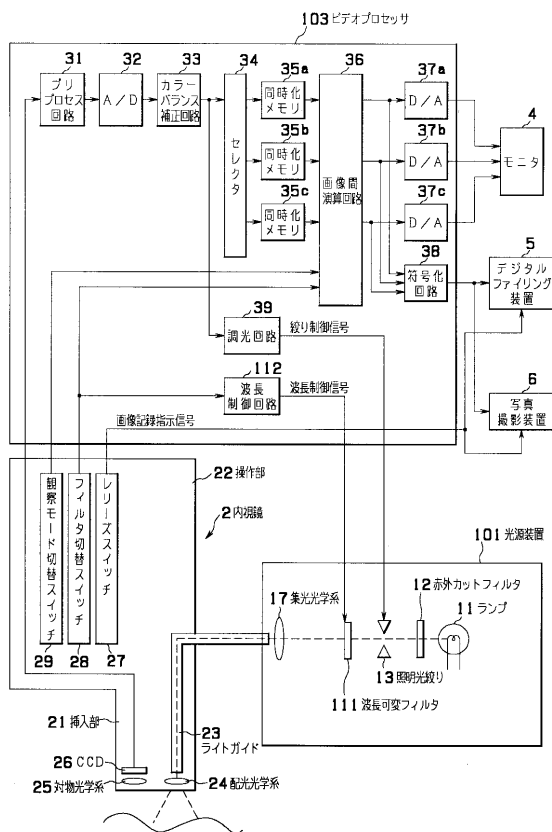 103 ビデオプロセッサ
31
32
33
34
35a
36
37a
プリ
プロセス
回路
A/D
カラー
バランス
補正回路
セレクタ
同時化
メモリ
35b
同時化
メモリ
35c
同時化
メモリ
画像間
演算回路
D/A
37b
D/A
37c
D/A
38
符号化
回路
4
モニタ
5
デジタル
ファイリング
装置
6
写真
撮影装置
39
調光回路
絞り制御信号
112
波長
制御回路
波長制御信号
画像記録指示信号
22 操作部
2 内視鏡
観察モード切替スイッチ
フィルタ切替スイッチ
レリーズスイッチ
29
28
27
101 光源装置
17 集光光学系
12 赤外カットフィルタ
11 ランプ
13 照明光絞り
111 波長可変フィルタ
21 挿入部
23
ライトガイド
26 CCD
25 対物光学系
24 配光光学系